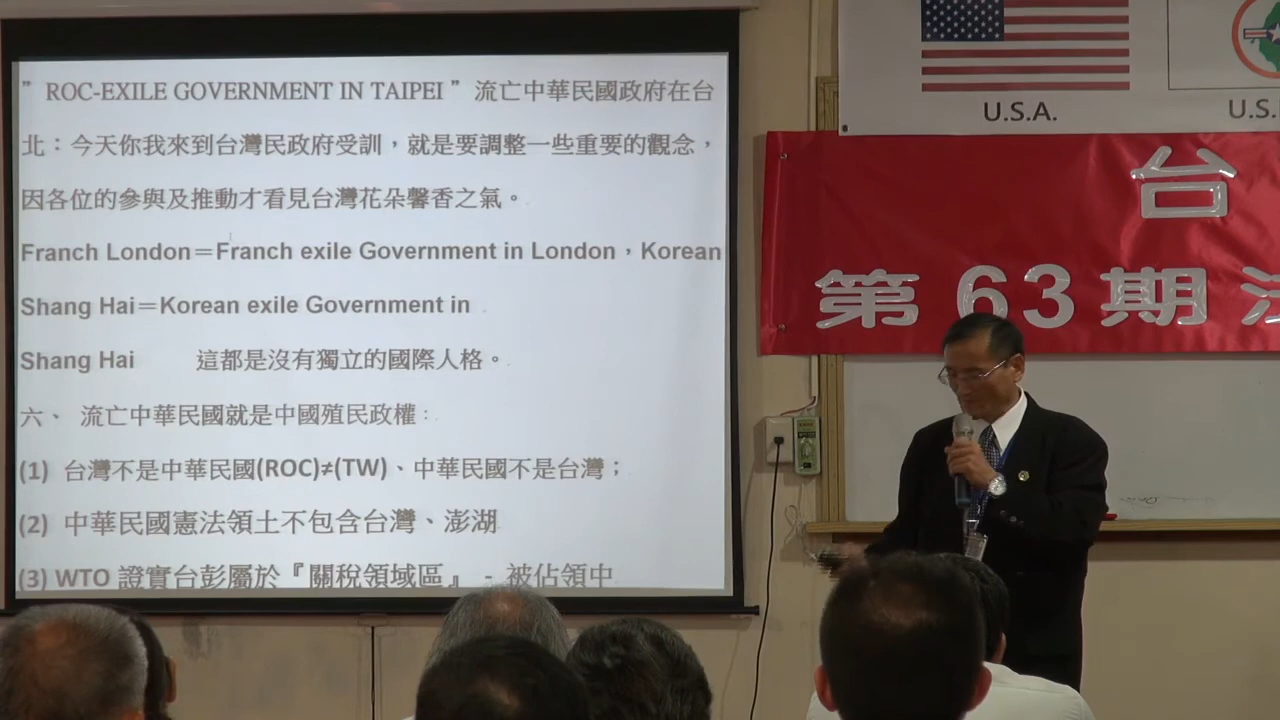 ” ROC-EXILE GOVERNMENT IN TAIPEI ” 流亡中華民國政府在台
北：今天你我來到台灣民政府受訓，就是要調整一些重要的觀念，
因各位的參與及推動才看見台灣花朵馨香之氣。
Franch London＝Franch exile Government in London，Korean
Shang Hai＝Korean exile Government in
Shang Hai 這都是沒有獨立的國際人格。
六、 流亡中華民國就是中國殖民政權：
(1) 台灣不是中華民國(ROC)≠(TW)、中華民國不是台灣；
(2) 中華民國憲法領土不包含台灣、澎湖
(3) WTO 證實台彭屬於『關稅領域區』 - 被佔領中
U.S.A.
U.S.
台
第63期